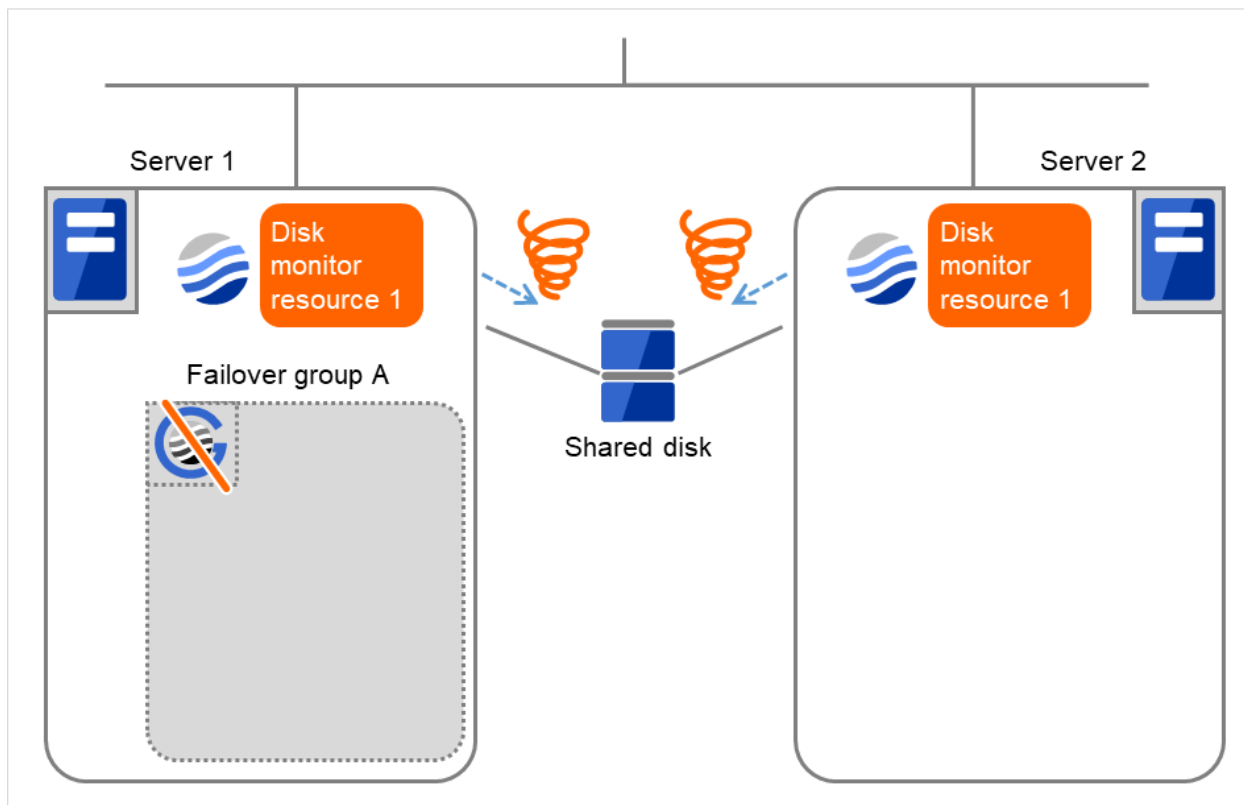 Server 1
Server 2
Disk
monitor
resource 1
Disk
monitor
resource 1
Failover group A
Shared disk